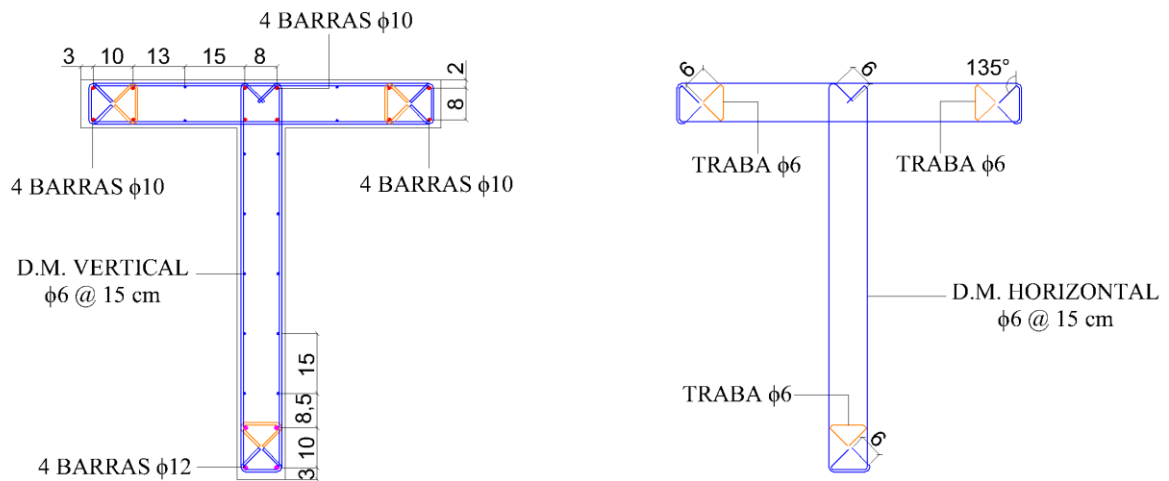 4 BARRAS ϕ10
3 10 13 15 8
2
8
4 BARRAS ϕ10
4 BARRAS ϕ10
D.M. VERTICAL
ϕ6 @ 15 cm
15
8,5
10
3
4 BARRAS ϕ12
6
6
135°
TRABA ϕ6
TRABA ϕ6
D.M. HORIZONTAL
ϕ6 @ 15 cm
TRABA ϕ6
6